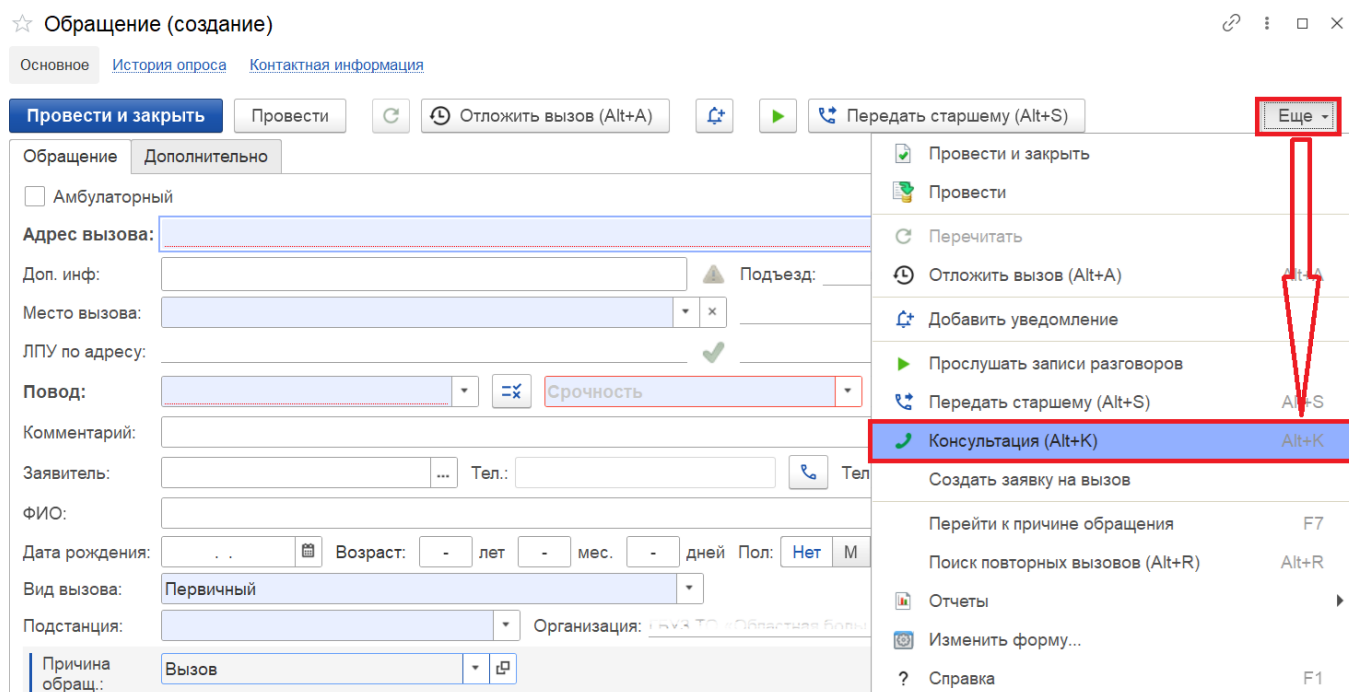 Обращение (создание)
Основное История опроса Контактная информация
Провести и закрыть Провести Отложить вызов (Alt+A) Передать старшему (Alt+S) Еще
Обращение Дополнительно
Амбулаторный
Адрес вызова:
Доп. инф: Подъезд:
Место вызова:
ЛПУ по адресу:
Повод: Срочность
Комментарий:
Заявитель: ... Тел.: Тел
ФИО:
Дата рождения: . . Возраст: - лет - мес. - дней Пол: Нет М
Вид вызова: Первичный
Подстанция: Организация:
Причина обращ.: Вызов
Провести и закрыть
Провести
Перечитать
Отложить вызов (Alt+A) Alt+A
Добавить уведомление
Прослушать записи разговоров
Передать старшему (Alt+S) Alt+S
Консультация (Alt+K) Alt+K
Создать заявку на вызов
Перейти к причине обращения F7
Поиск повторных вызовов (Alt+R) Alt+R
Отчеты
Изменить форму...
? Справка F1